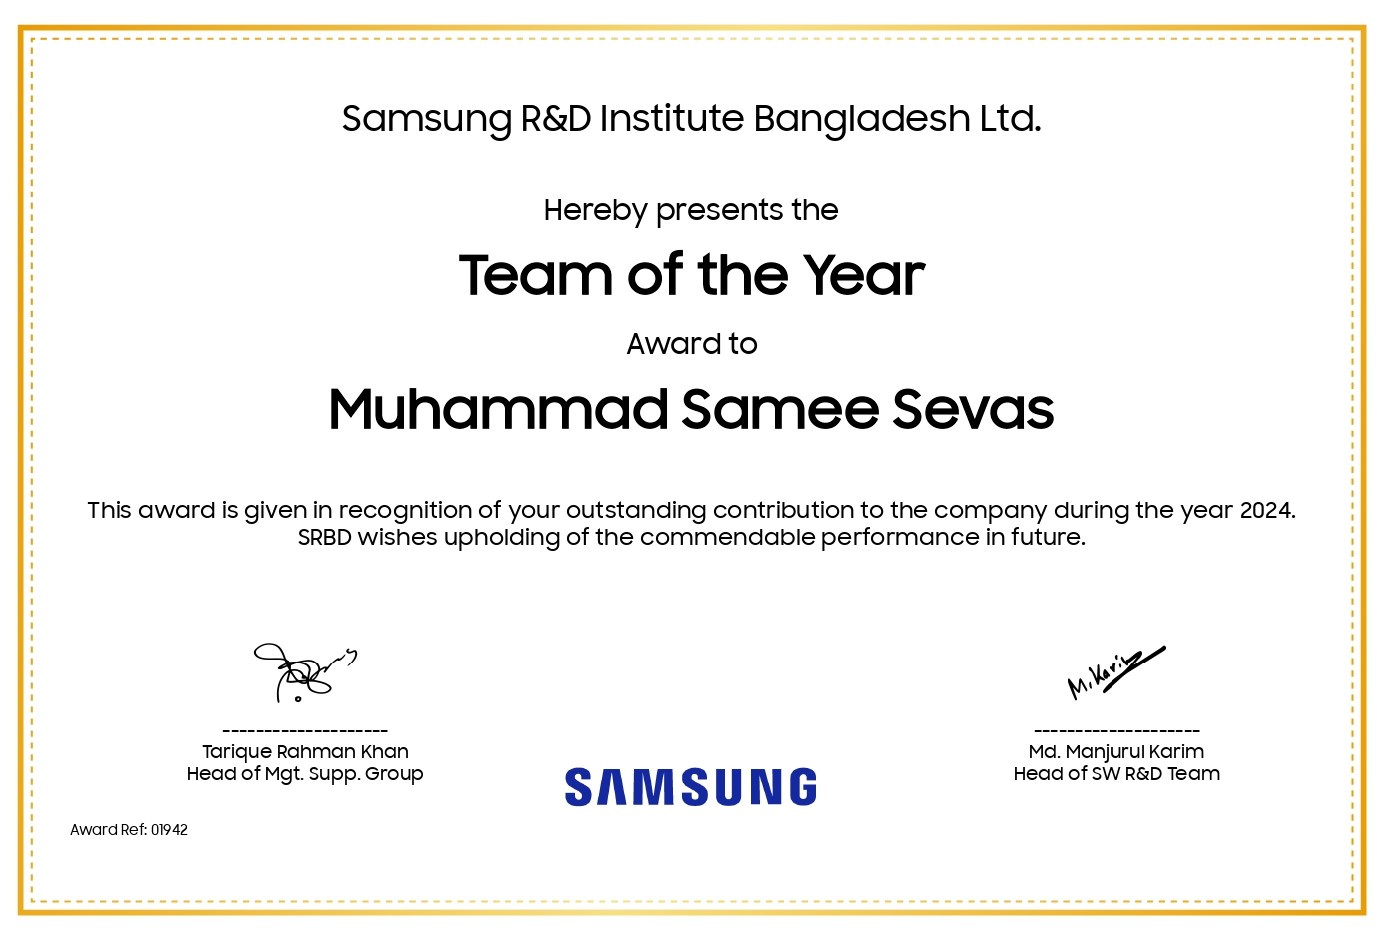 Samsung R&D Institute Bangladesh Ltd.
Hereby presents the
Team of the Year
Award to
Muhammad Samee Sevas
This award is given in recognition of your outstanding contribution to the company during the year 2024.
SRBD wishes upholding of the commendable performance in future.
M. Karim
--------------------
Tarique Rahman Khan
Head of Mgt. Supp. Group
--------------------
Md. Manjurul Karim
Head of SW R&D Team
SAMSUNG
Award Ref: 01942